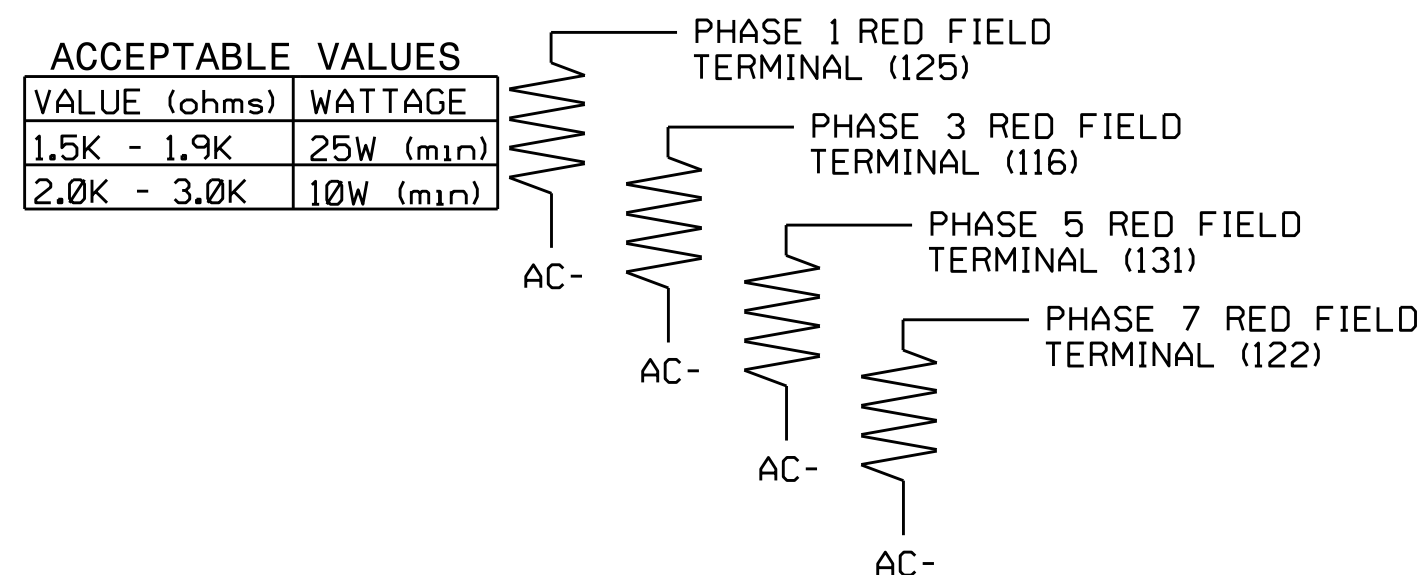 ACCEPTABLE VALUES
VALUE (ohms) WATTAGE
1.5K - 1.9K 25W (min)
2.0K - 3.0K 10W (min)
PHASE 1 RED FIELD
TERMINAL (125)
AC-
PHASE 3 RED FIELD
TERMINAL (116)
AC-
PHASE 5 RED FIELD
TERMINAL (131)
AC-
PHASE 7 RED FIELD
TERMINAL (122)
AC-